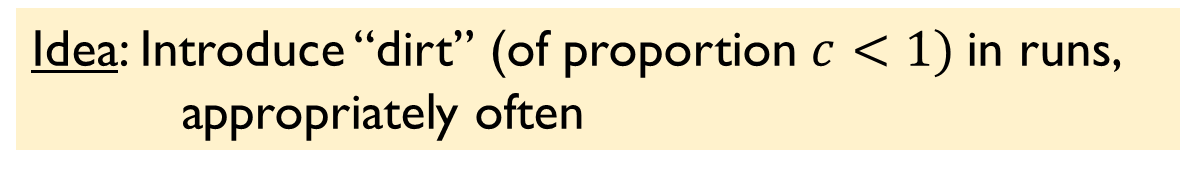 Idea: Introduce “dirt” (of proportion c < 1) in runs,
appropriately often